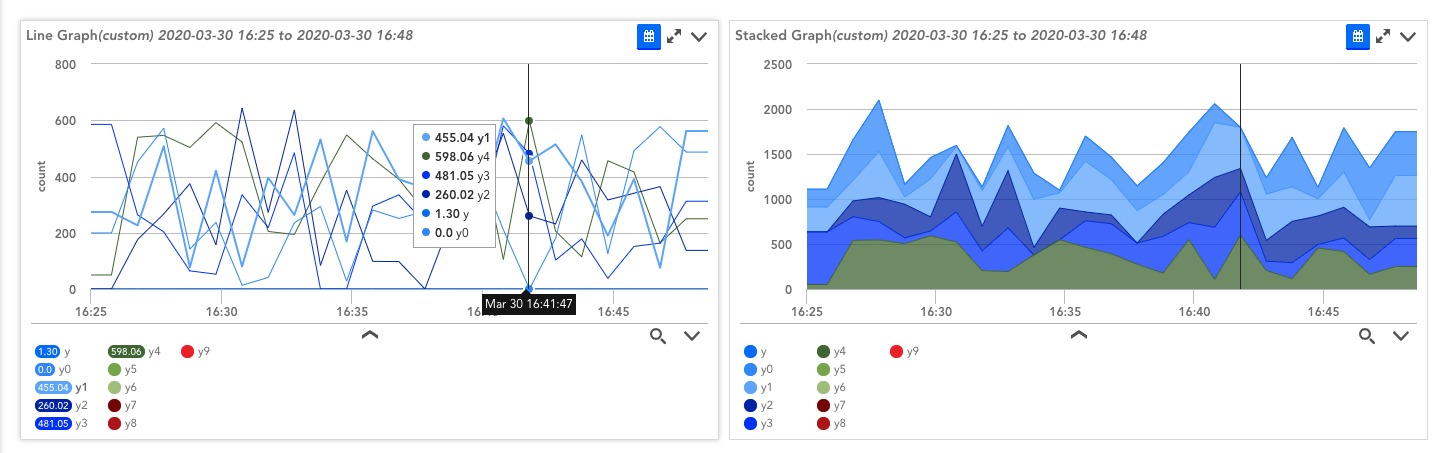 Line Graph(custom) 2020-03-30 16:25 to 2020-03-30 16:48
count
800
600
400
200
0
455.04 y1
598.06 y4
481.05 y3
260.02 y2
1.30 y
0.0 y0
Mar 30 16:41:47
16:25 16:30 16:35 16:45
1.30 y 598.06 y4 y9
0.0 y0 y5
455.04 y1 y6
260.02 y2 y7
481.05 y3 y8
Stacked Graph(custom) 2020-03-30 16:25 to 2020-03-30 16:48
count
2500
2000
1500
1000
500
0
16:25 16:30 16:35 16:40 16:45
y y4 y9
y0 y5
y1 y6
y2 y7
y3 y8